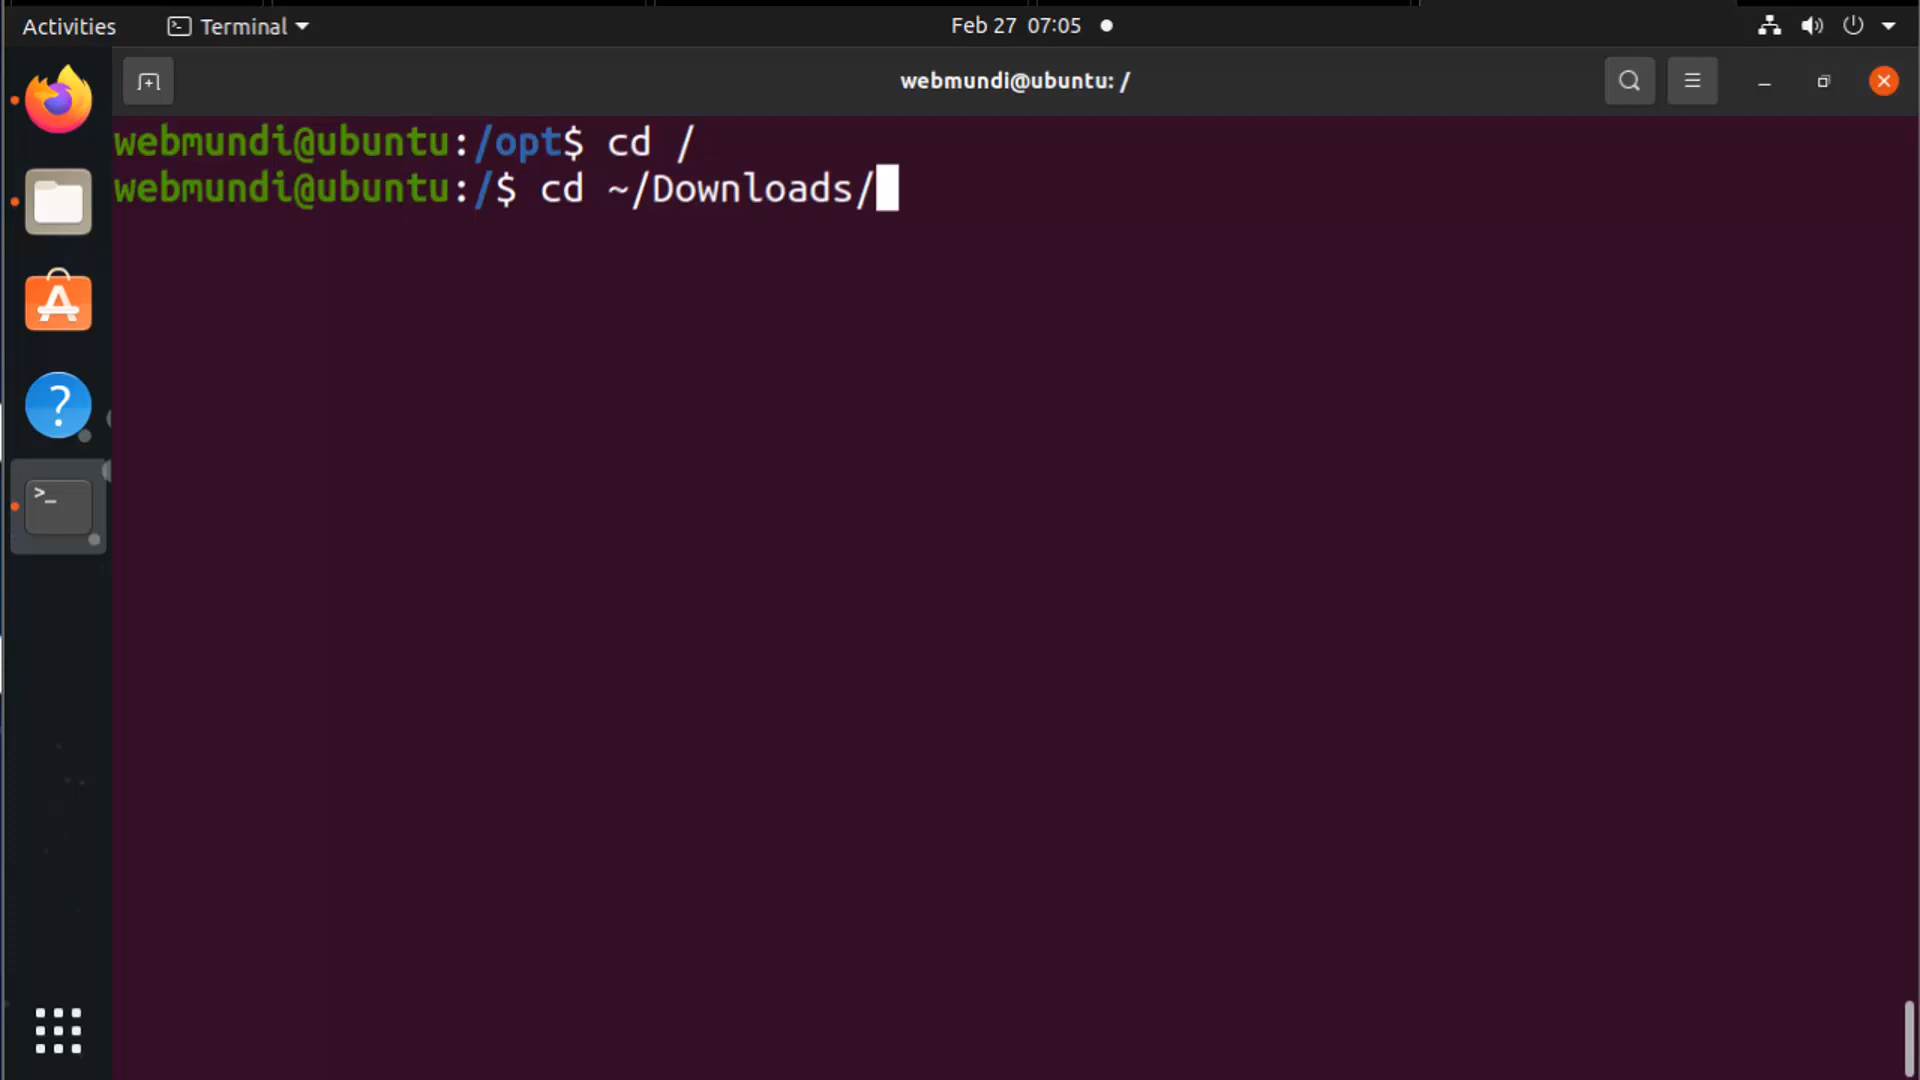 Activities
Terminal
Feb 27 07:05
webmundi@ubuntu: /
webmundi@ubuntu:/opt$ cd /
webmundi@ubuntu:/$ cd ~/Downloads/